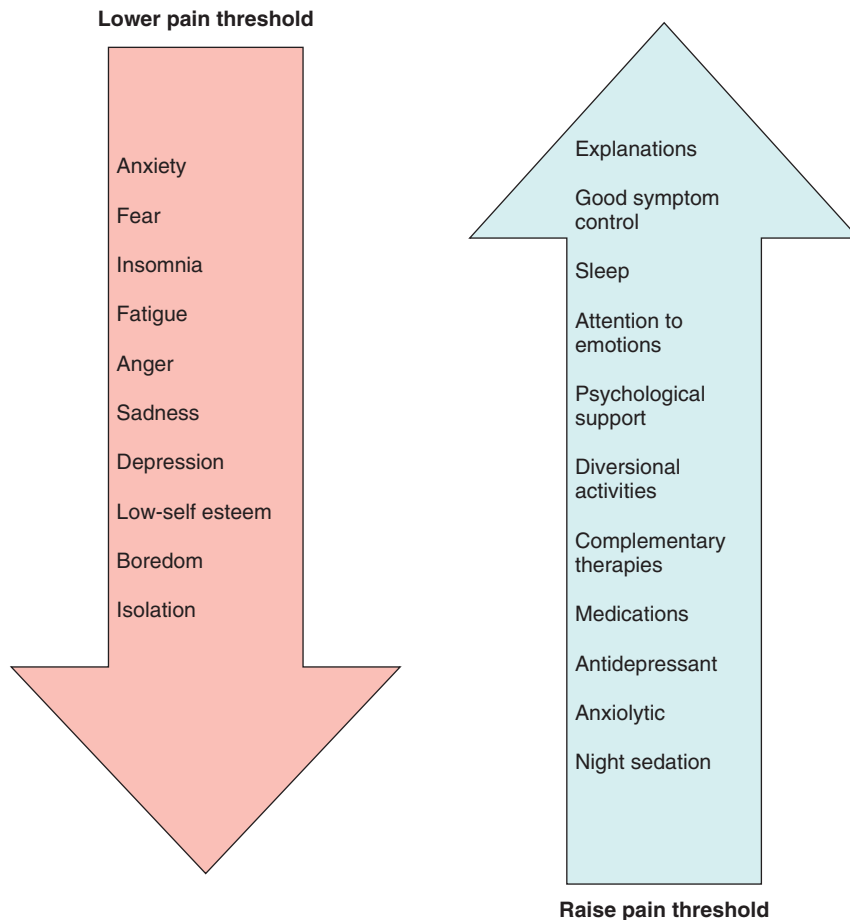 Lower pain threshold
Anxiety
Fear
Insomnia
Fatigue
Anger
Sadness
Depression
Low-self esteem
Boredom
Isolation
Explanations
Good symptom
control
Sleep
Attention to
emotions
Psychological
support
Diversional
activities
Complementary
therapies
Medications
Antidepressant
Anxiolytic
Night sedation
Raise pain threshold